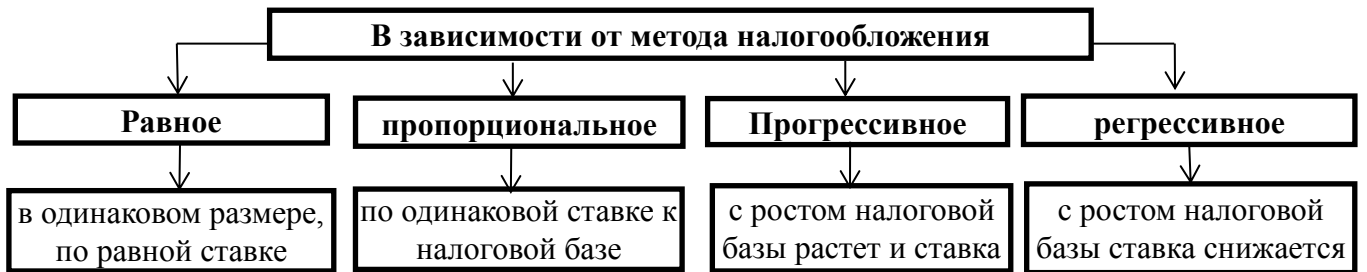 В зависимости от метода налогообложения
Равное
пропорциональное
Прогрессивное
регрессивное
в одинаковом размере,
по равной ставке
по одинаковой ставке к
налоговой базе
с ростом налоговой
базы растет и ставка
с ростом налоговой
базы ставка снижается